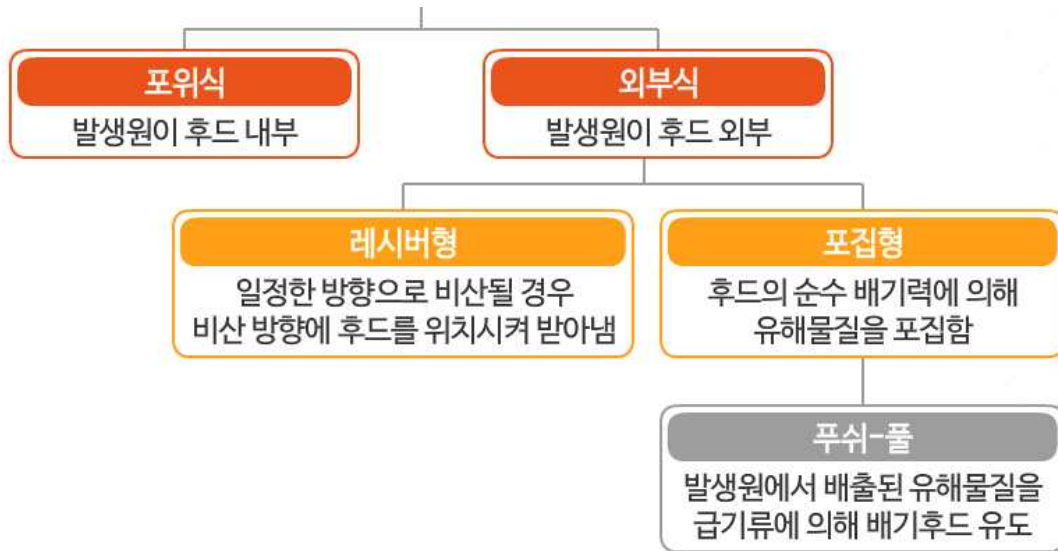 포위식
발생원이 후드 내부
외부식
발생원이 후드 외부
레시버형
일정한 방향으로 비산될 경우
비산 방향에 후드를 위치시켜 받아냄
포집형
후드의 순수 배기력에 의해
유해물질을 포집함
푸쉬-풀
발생원에서 배출된 유해물질을
급기류에 의해 배기후드 유도